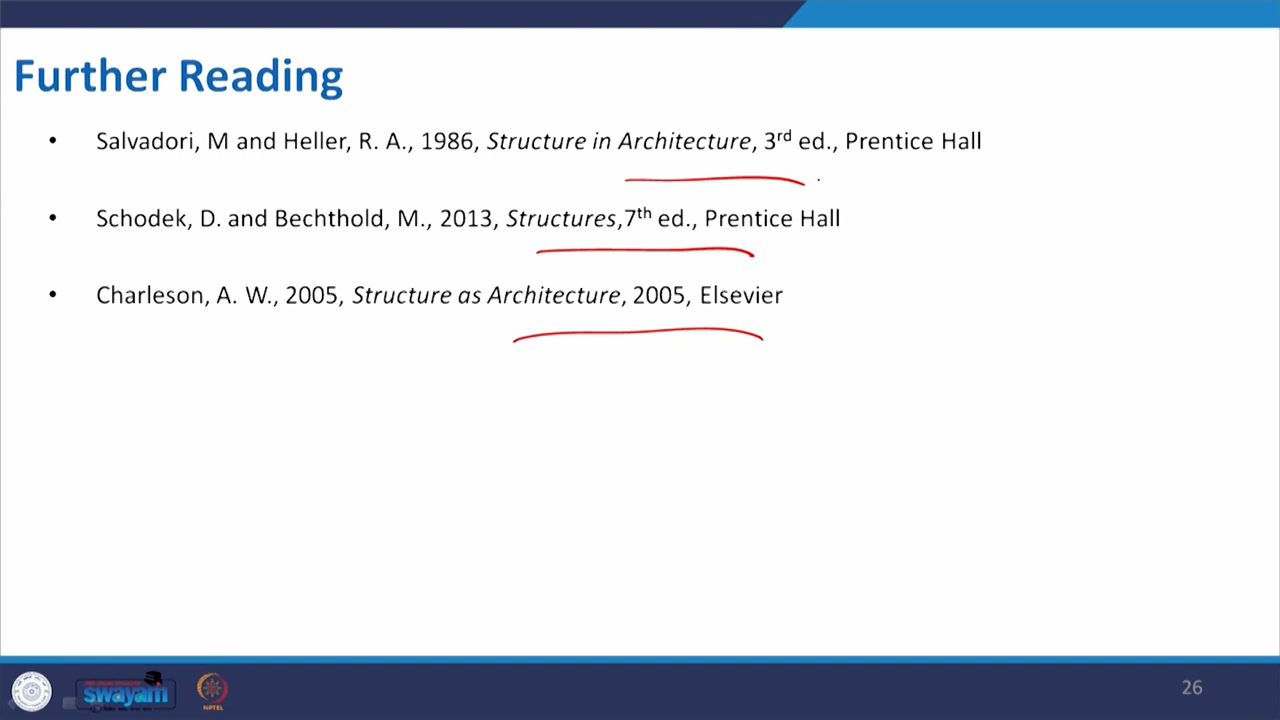 Further Reading
• Salvadori, M and Heller, R. A., 1986, Structure in Architecture, 3rd ed., Prentice Hall
• Schodek, D. and Bechthold, M., 2013, Structures,7th ed., Prentice Hall
• Charleson, A. W., 2005, Structure as Architecture, 2005, Elsevier
swayam
NPTEL
26